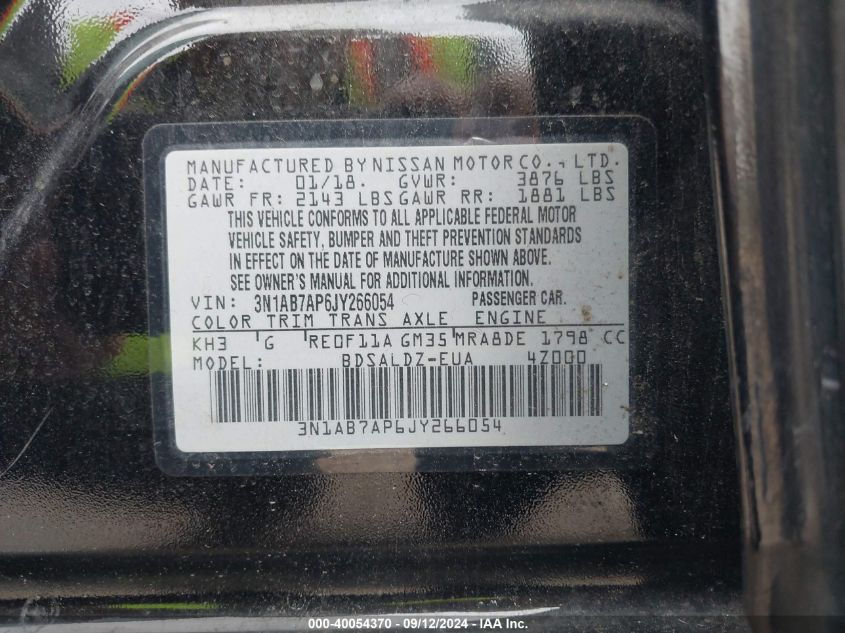 MANUFACTURED BY NISSAN MOTOR CO., LTD.
DATE: 01/18. GVWR: 3876 LBS
GAWR FR: 2143 LBS GAWR RR: 1881 LBS
THIS VEHICLE CONFORMS TO ALL APPLICABLE FEDERAL MOTOR
VEHICLE SAFETY, BUMPER AND THEFT PREVENTION STANDARDS
IN EFFECT ON THE DATE OF MANUFACTURE SHOWN ABOVE.
SEE OWNER'S MANUAL FOR ADDITIONAL INFORMATION.
VIN: 3N1AB7AP6JY266054 PASSENGER CAR.
COLOR TRIM TRANS AXLE ENGINE
KH3 G RE0F11A GM35 MRA8DE 1798 CC
MODEL: BDSALDZ-EUA 4Z000
3N1AB7AP6JY266054
000-40054370 - 09/12/2024 - IMPACT, INC.